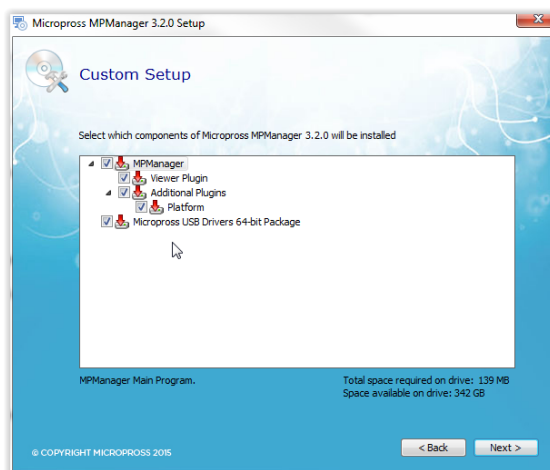 Micropross MPManager 3.2.0 Setup
Custom Setup
Select which components of Micropross MPManager 3.2.0 will be installed
MPManager
Viewer Plugin
Additional Plugins
Platform
Micropross USB Drivers 64-bit Package
MPManager Main Program.
Total space required on drive: 139 MB
Space available on drive: 342 GB
© COPYRIGHT MICROPROSS 2015
< Back
Next >